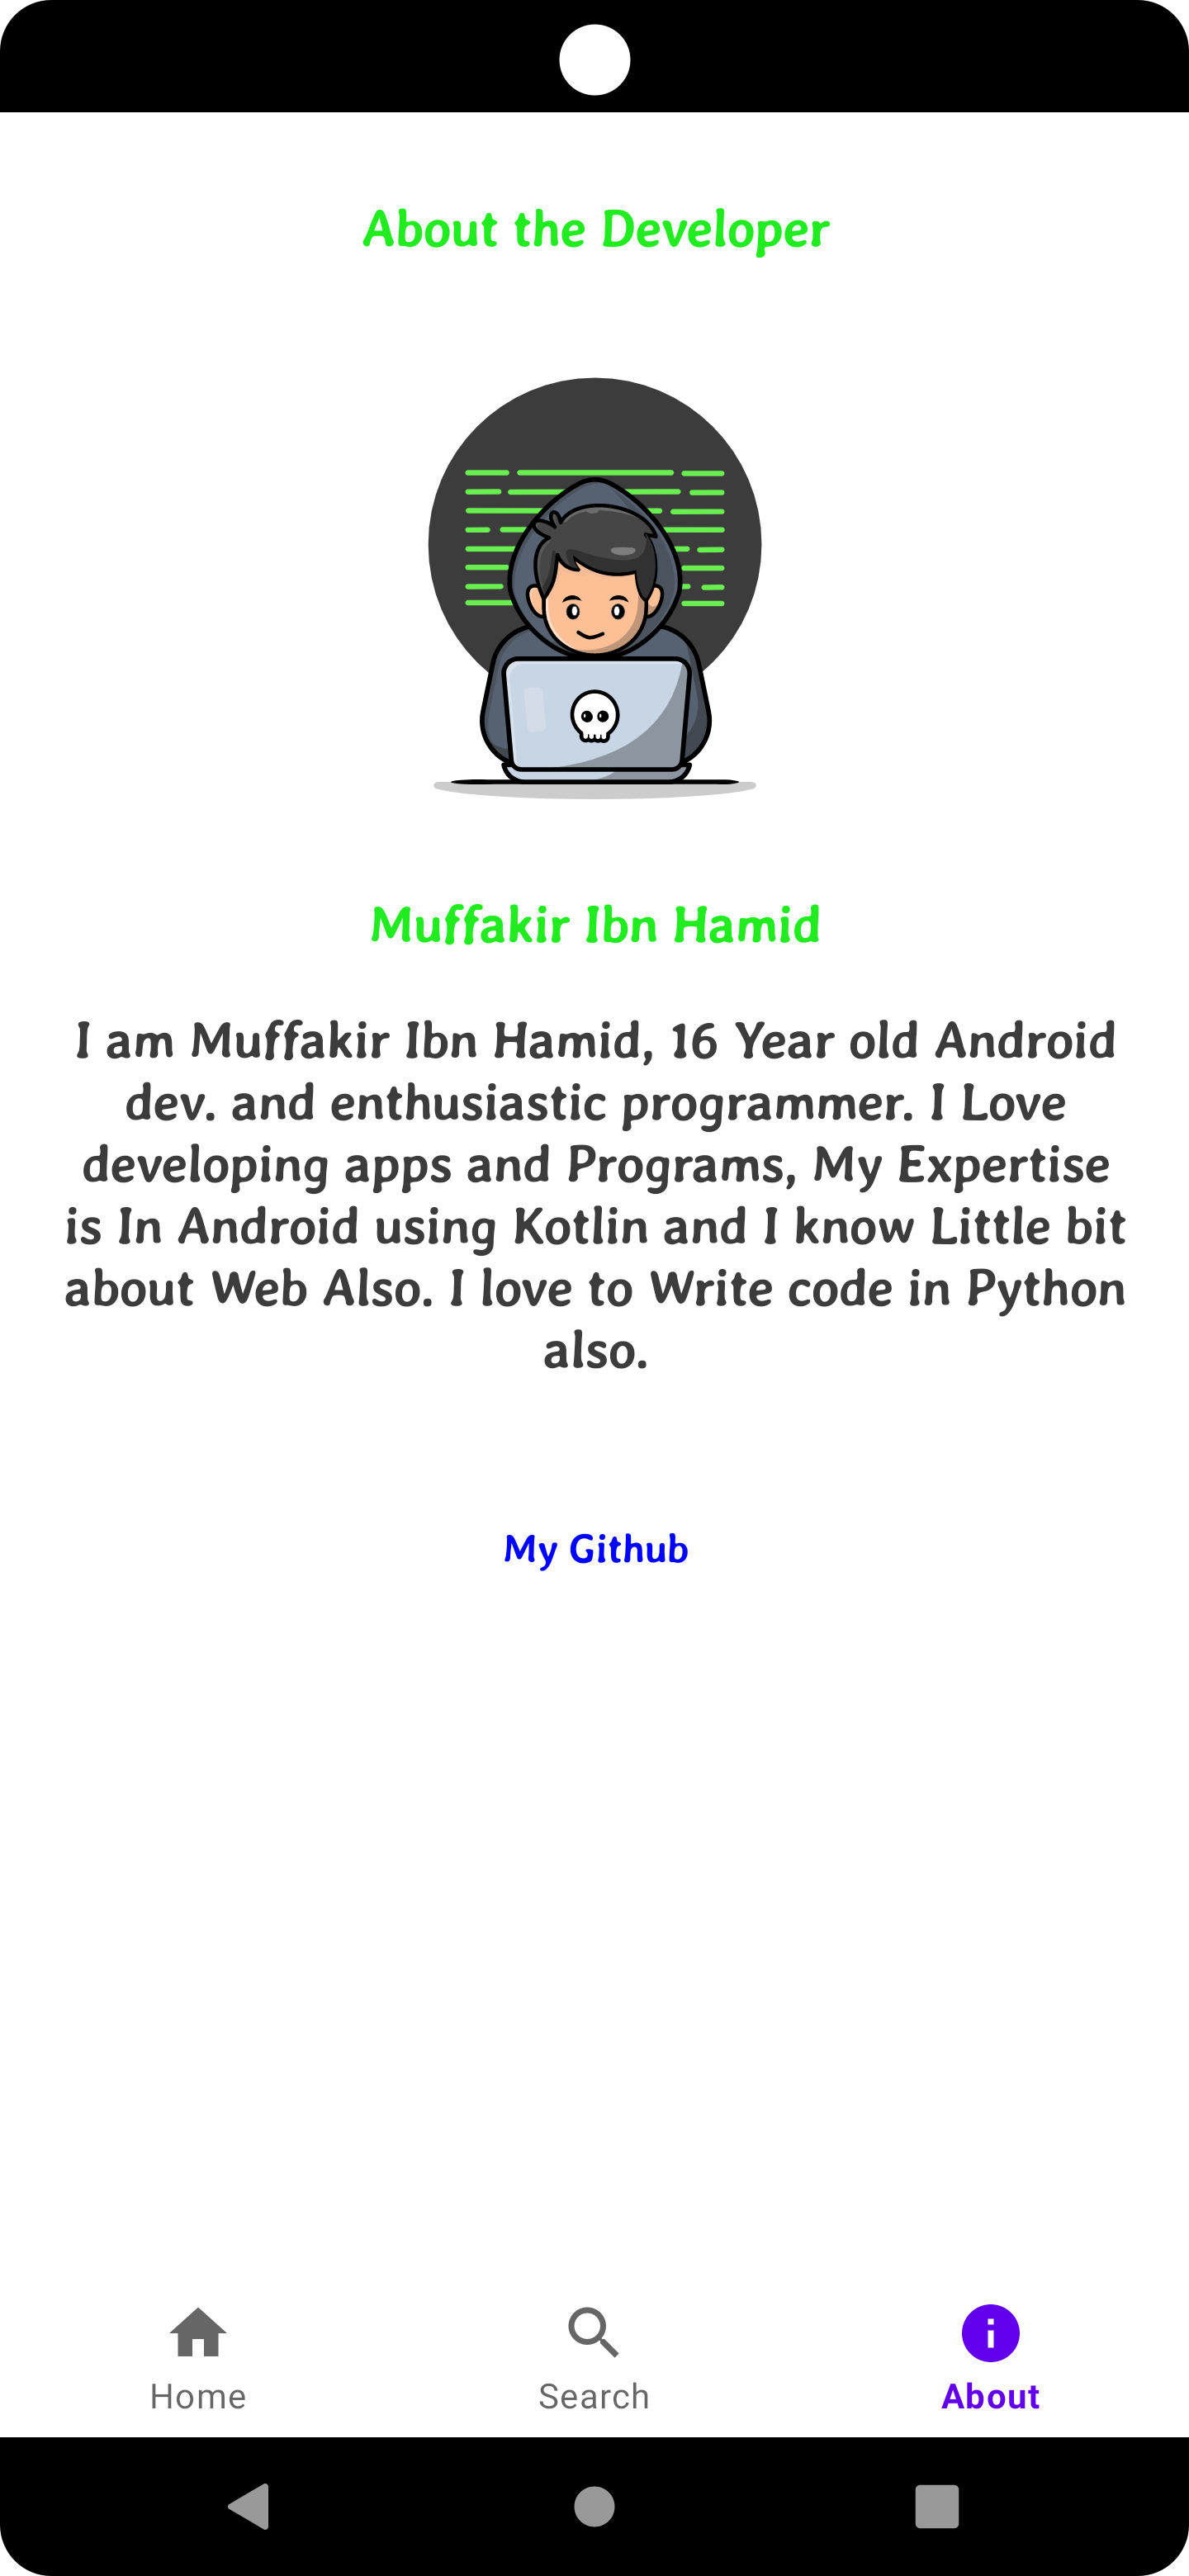 About the Developer
Muffakir Ibn Hamid
I am Muffakir Ibn Hamid, 16 Year old Android
dev. and enthusiastic programmer. I Love
developing apps and Programs, My Expertise
is In Android using Kotlin and I know Little bit
about Web Also. I love to Write code in Python
also.
My Github
Home
Search
About